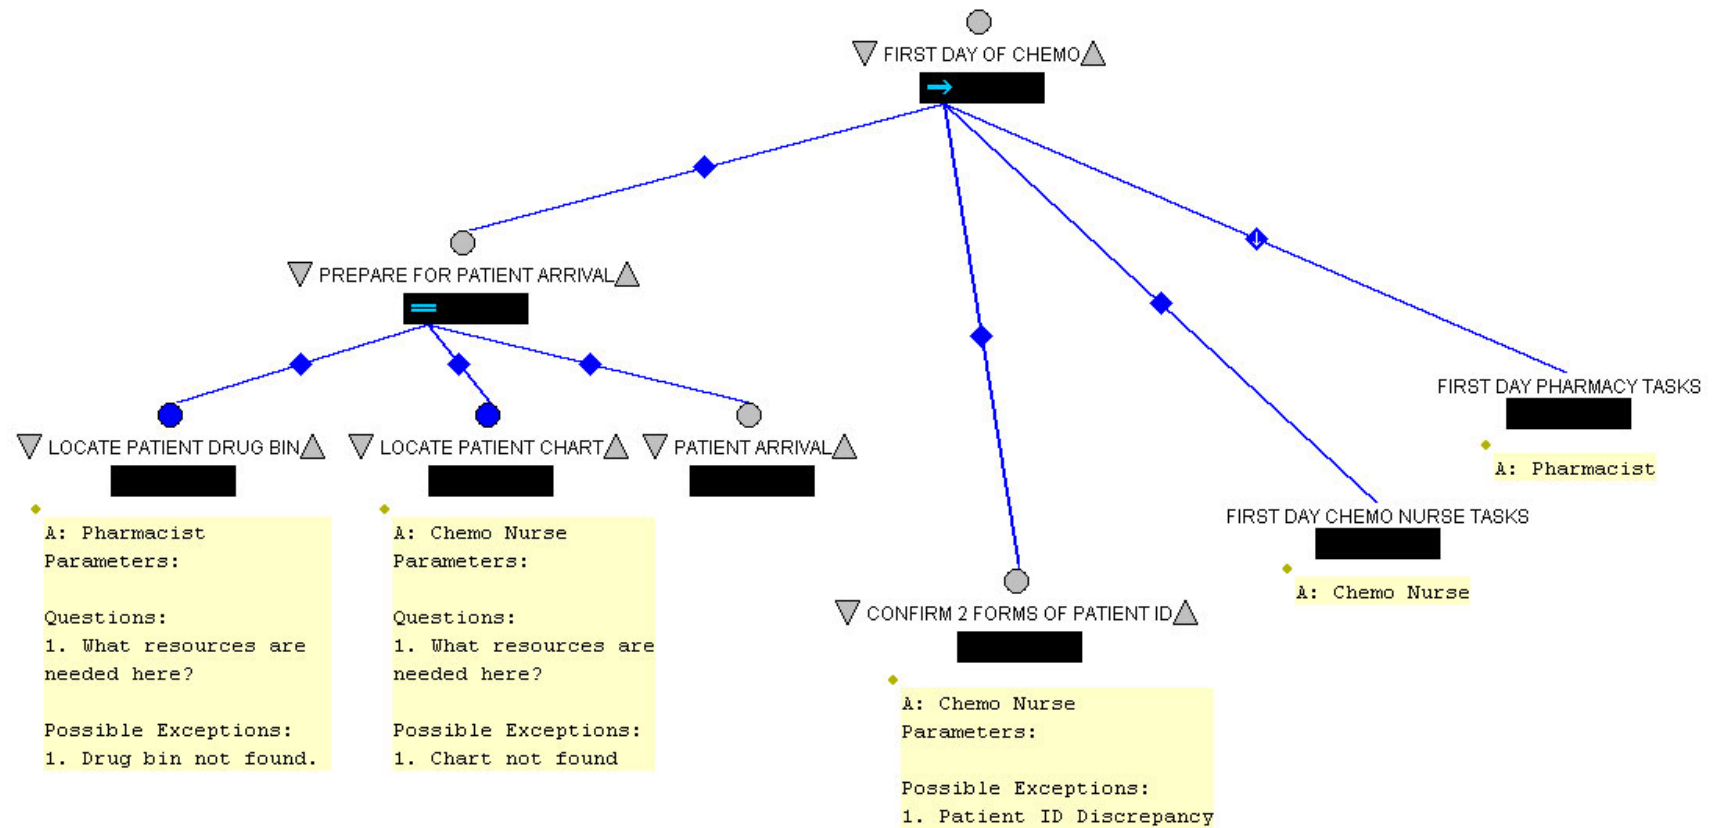 FIRST DAY OF CHEMO
PREPARE FOR PATIENT ARRIVAL
LOCATE PATIENT DRUG BIN
A: Pharmacist
Parameters:
Questions:
1. What resources are
needed here?
Possible Exceptions:
1. Drug bin not found.
LOCATE PATIENT CHART
A: Chemo Nurse
Parameters:
Questions:
1. What resources are
needed here?
Possible Exceptions:
1. Chart not found
PATIENT ARRIVAL
CONFIRM 2 FORMS OF PATIENT ID
A: Chemo Nurse
Parameters:
Possible Exceptions:
1. Patient ID Discrepancy
FIRST DAY CHEMO NURSE TASKS
A: Chemo Nurse
FIRST DAY PHARMACY TASKS
A: Pharmacist